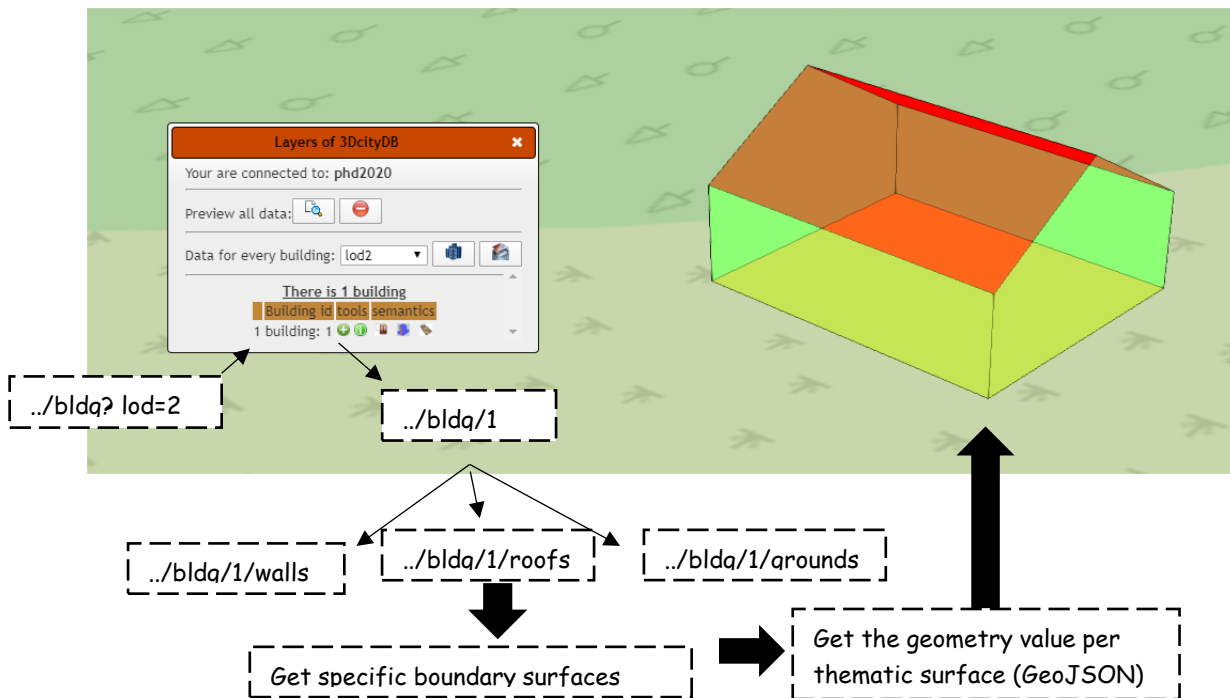 Layers of 3DcityDB
Your are connected to: phd2020
Preview all data:
Data for every building: lod2
There is 1 building
Building id tools semantics
1 building: 1
../bldg? lod=2
../bldg/1
../bldg/1/walls
../bldg/1/roofs
../bldg/1/grounds
Get specific boundary surfaces
Get the geometry value per
thematic surface (GeoJSON)